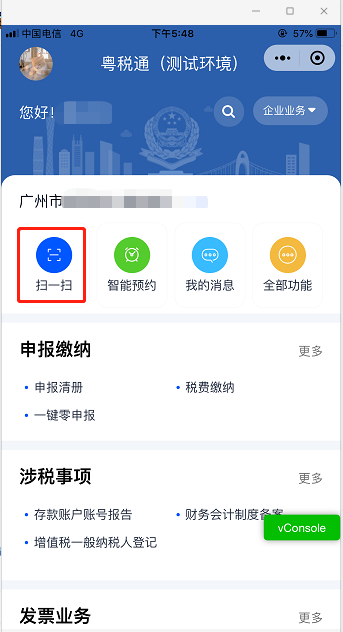 中国电信 4G 下午5:48 57%
粤税通（测试环境）
您好！
企业业务
广州市
扫一扫 智能预约 我的消息 全部功能
申报缴纳 更多
申报清册 税费缴纳
一键零申报
涉税事项 更多
存款账户账号报告 财务会计制度备案
增值税一般纳税人登记
vConsole
发票业务 更多